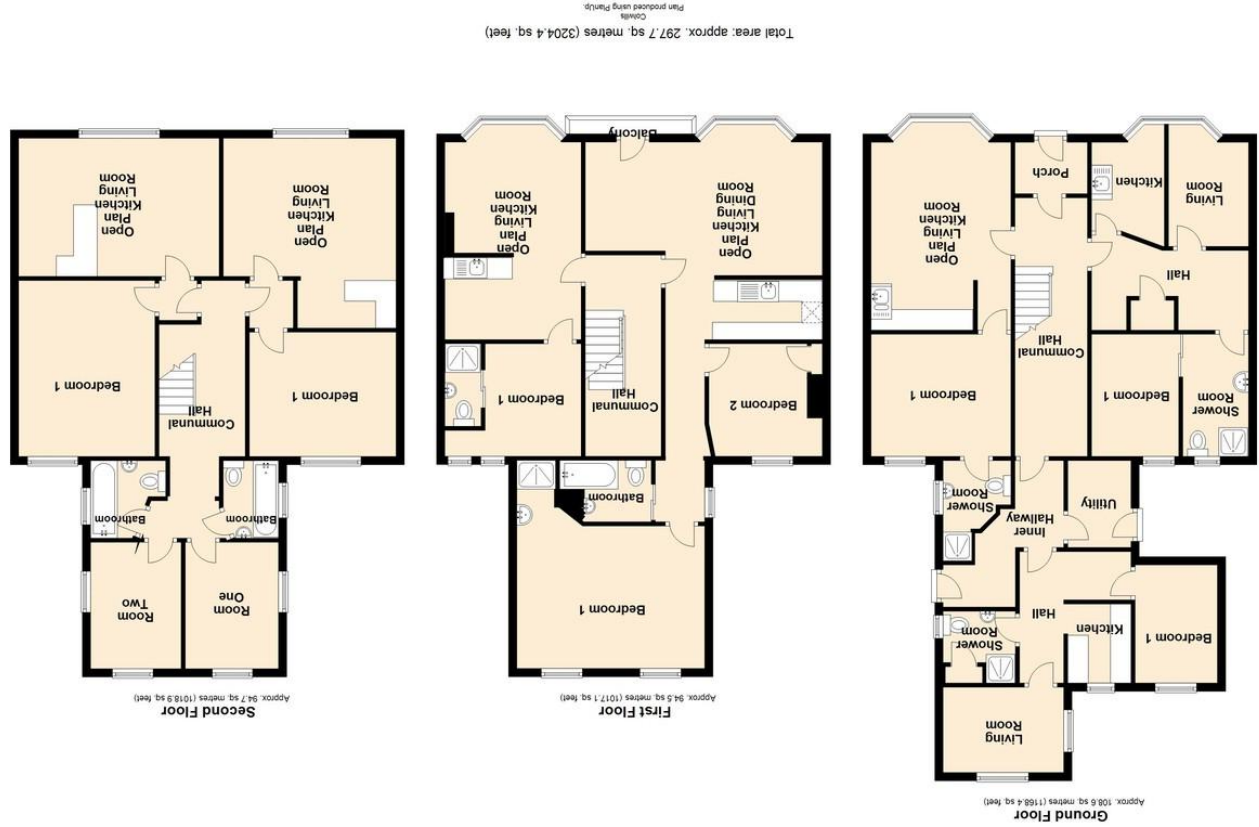 Ground Floor
Approx. 108.6 sq. metres (1168.4 sq. feet)
Living
Room
Shower
Room
Hall
Kitchen
Bedroom 1
Shower
Room
Inner
Hallway
Utility
Bedroom 1
Communal
Hall
Bedroom 1
Shower
Room
Open
Plan
Kitchen
Living
Room
Hall
Porch
Kitchen
Living
Room
First Floor
Approx. 94.5 sq. metres (1017.1 sq. feet)
Bedroom 1
Bathroom
Bedroom 1
Communal
Hall
Bedroom 2
Open
Plan
Living
Kitchen
Room
Open
Plan
Kitchen
Living
Dining
Room
Balcony
Second Floor
Approx. 94.7 sq. metres (1018.9 sq. feet)
Room
Two
Room
One
Bathroom
Bathroom
Communal
Hall
Bedroom 1
Bedroom 1
Open
Plan
Kitchen
Living
Room
Open
Plan
Kitchen
Living
Room
Total area: approx. 297.7 sq. metres (3204.4 sq. feet)
Colwills
Plan produced using PlanUp.